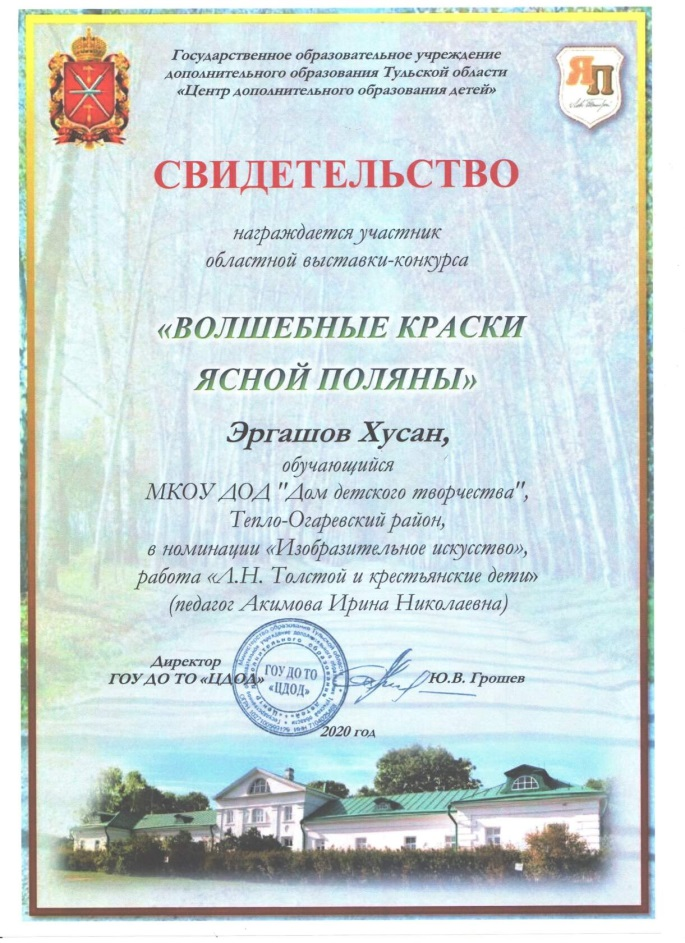 Государственное образовательное учреждение
дополнительного образования Тульской области
«Центр дополнительного образования детей»
ЯП
СВИДЕТЕЛЬСТВО
награждается участник
областной выставки-конкурса
«ВОЛШЕБНЫЕ КРАСКИ
ЯСНОЙ ПОЛЯНЫ»
Эргашов Хусан,
обучающийся
МКОУ ДОД "Дом детского творчества",
Тепло-Огаревский район,
в номинации «Изобразительное искусство»,
работа «Л.Н. Толстой и крестьянские дети»
(педагог Акимова Ирина Николаевна)
Директор
ГОУ ДО ТО «ЦДОД»
ГОУ ДО ТО
«ЦДОД»
Ю.В. Грошев
2020 год